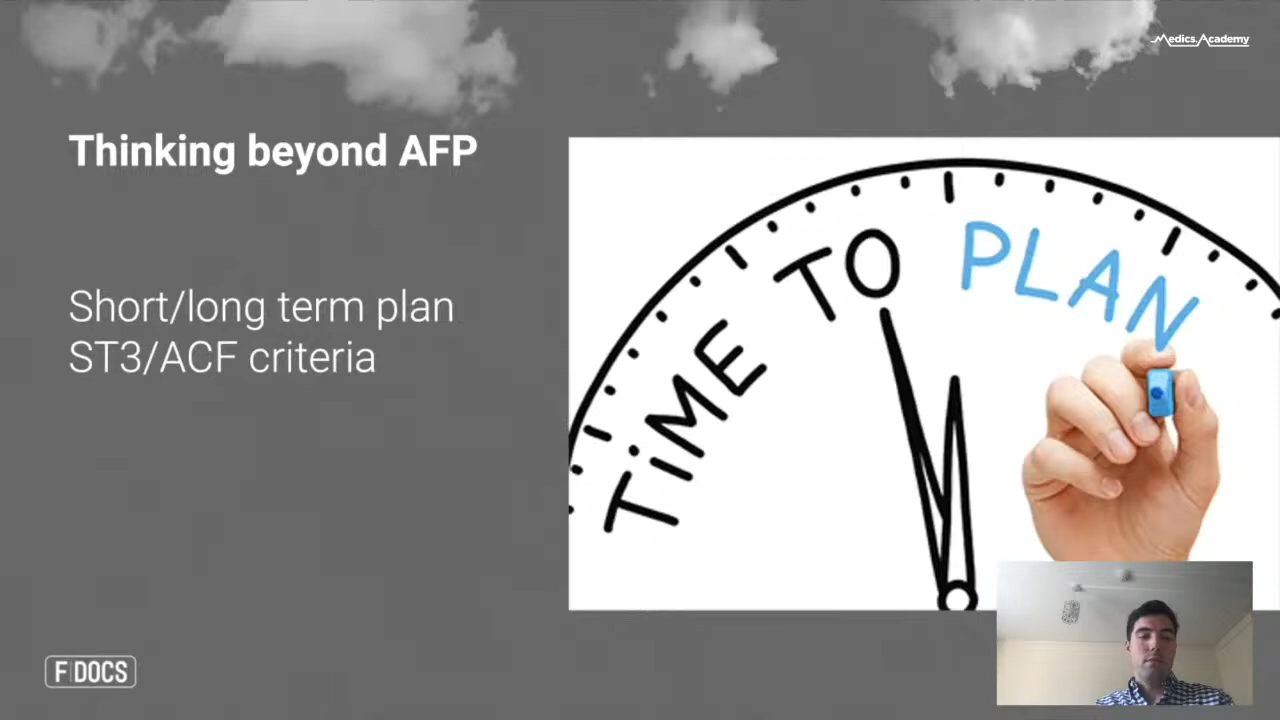 Medics.Academy
Thinking beyond AFP
TiME TO PLAN
Short/long term plan
ST3/ACF criteria
F DOCS